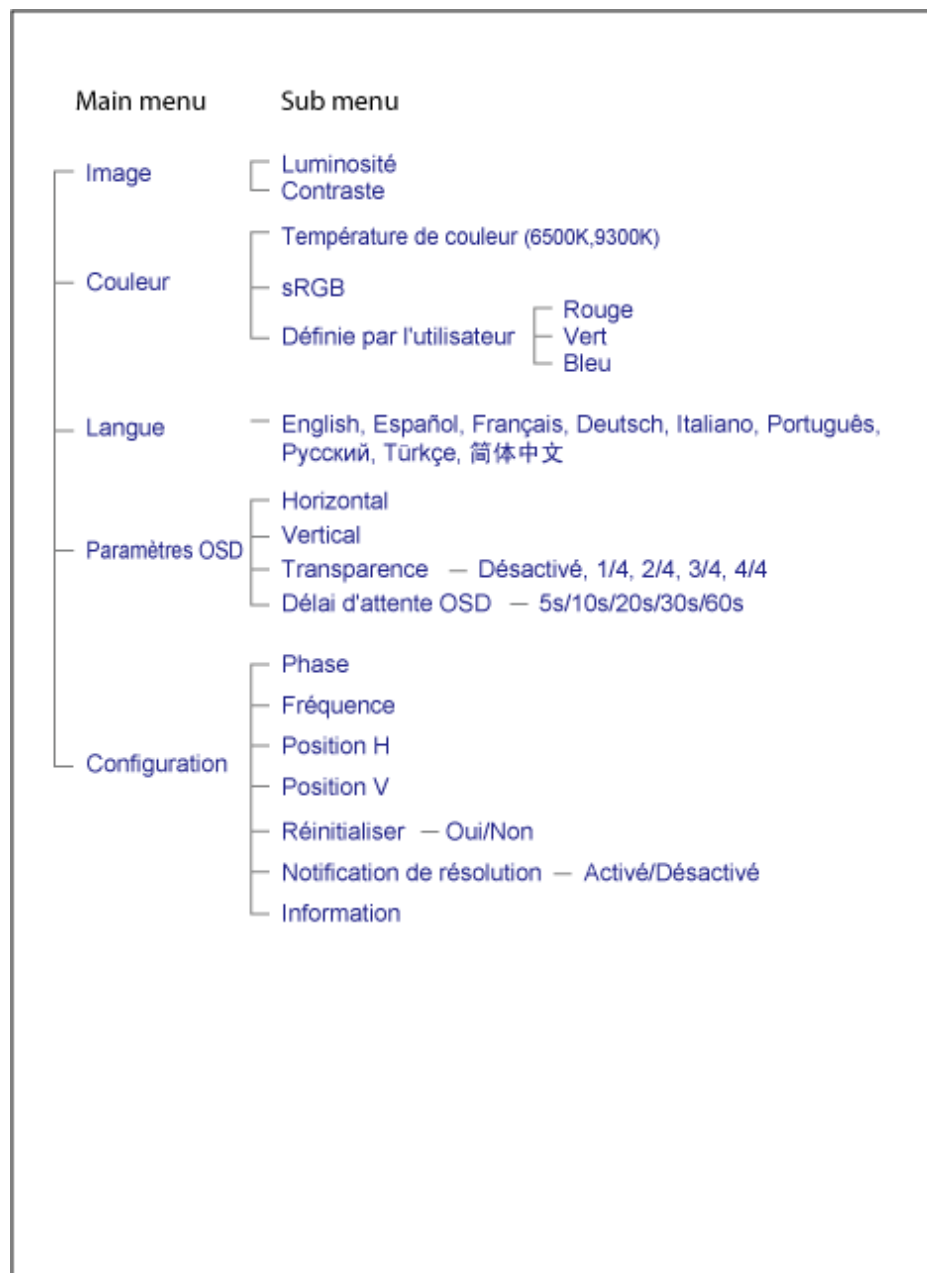 Main menu Sub menu
Image Luminosité
Contraste
Température de couleur (6500K,9300K)
Couleur sRGB
Rouge
Définie par l'utilisateur Vert
Bleu
Langue English, Español, Français, Deutsch, Italiano, Português,
Русский, Türkçe, 简体中文
Horizontal
Vertical
Paramètres OSD
Transparence — Désactivé, 1/4, 2/4, 3/4, 4/4
Délai d'attente OSD — 5s/10s/20s/30s/60s
Phase
Fréquence
Position H
Configuration
Position V
Réinitialiser — Oui/Non
Notification de résolution — Activé/Désactivé
Information